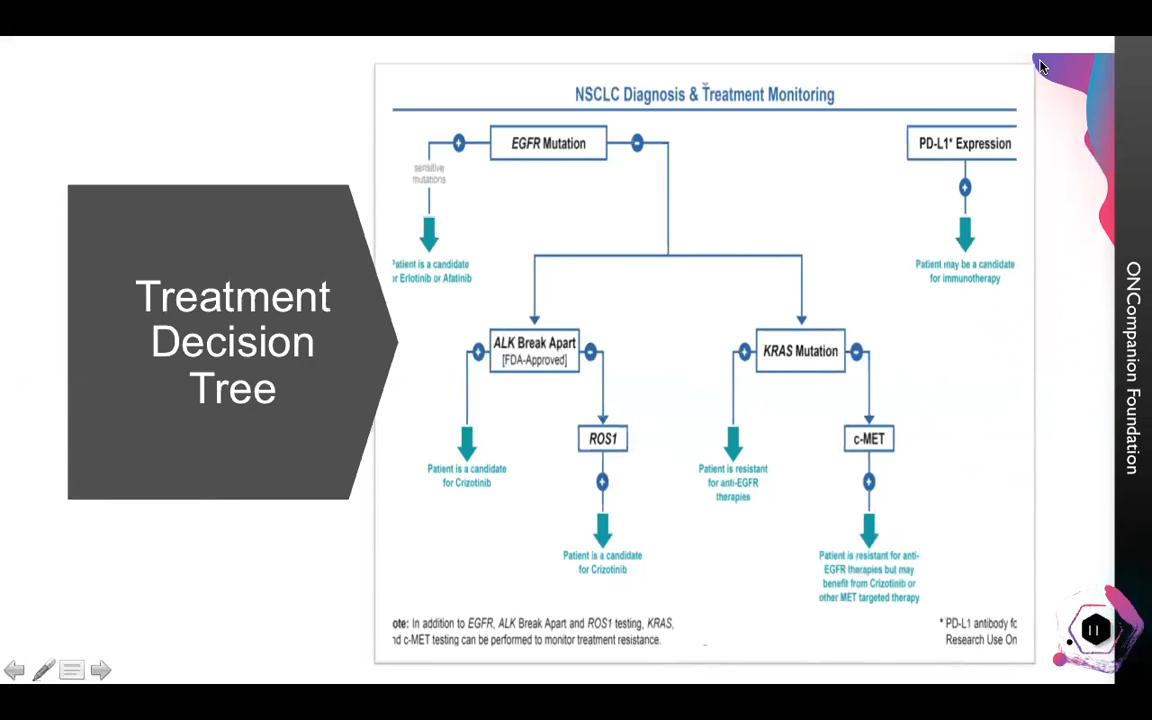 Treatment
Decision
Tree
NSCLC Diagnosis & Treatment Monitoring
EGFR Mutation
PD-L1* Expression
+
-
+
sensitive
mutations
Patient is a candidate
or Erlotinib or Afatinib
Patient may be a candidate
for immunotherapy
ALK Break Apart
[FDA-Approved]
KRAS Mutation
+
-
+
-
ROS1
c-MET
Patient is a candidate
for Crizotinib
Patient is resistant
for anti-EGFR
therapies
+
+
Patient is a candidate
for Crizotinib
Patient is resistant for anti-
EGFR therapies but may
benefit from Crizotinib or
other MET targeted therapy
ote: In addition to EGFR, ALK Break Apart and ROS1 testing, KRAS,
nd c-MET testing can be performed to monitor treatment resistance.
* PD-L1 antibody fo
Research Use On
ONCompanion Foundation